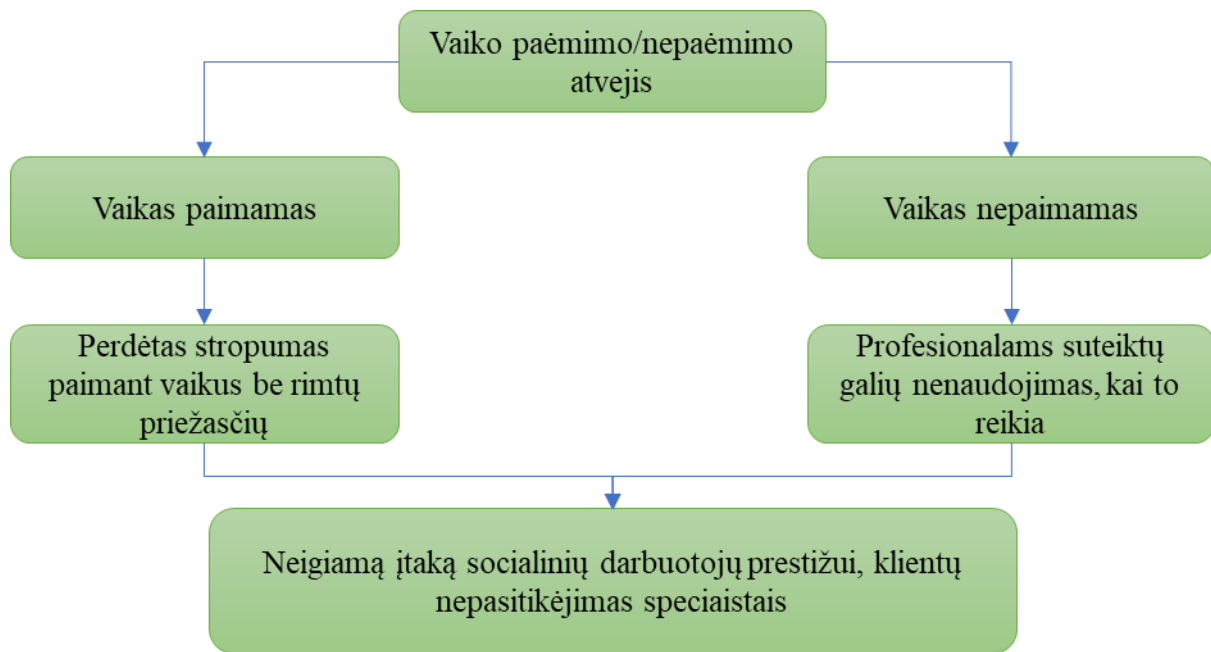 Vaiko paėmimo/nepaėmimo
atvejis
Vaikas paimamas
Vaikas nepaimamas
Perdėtas stropumas
paimant vaikus be rimtų
priežasčių
Profesionalams suteiktų
galių nenaudojimas, kai to
reikia
Neigiamą įtaką socialinių darbuotojų prestižui, klientų
nepasitikėjimas speciaistais